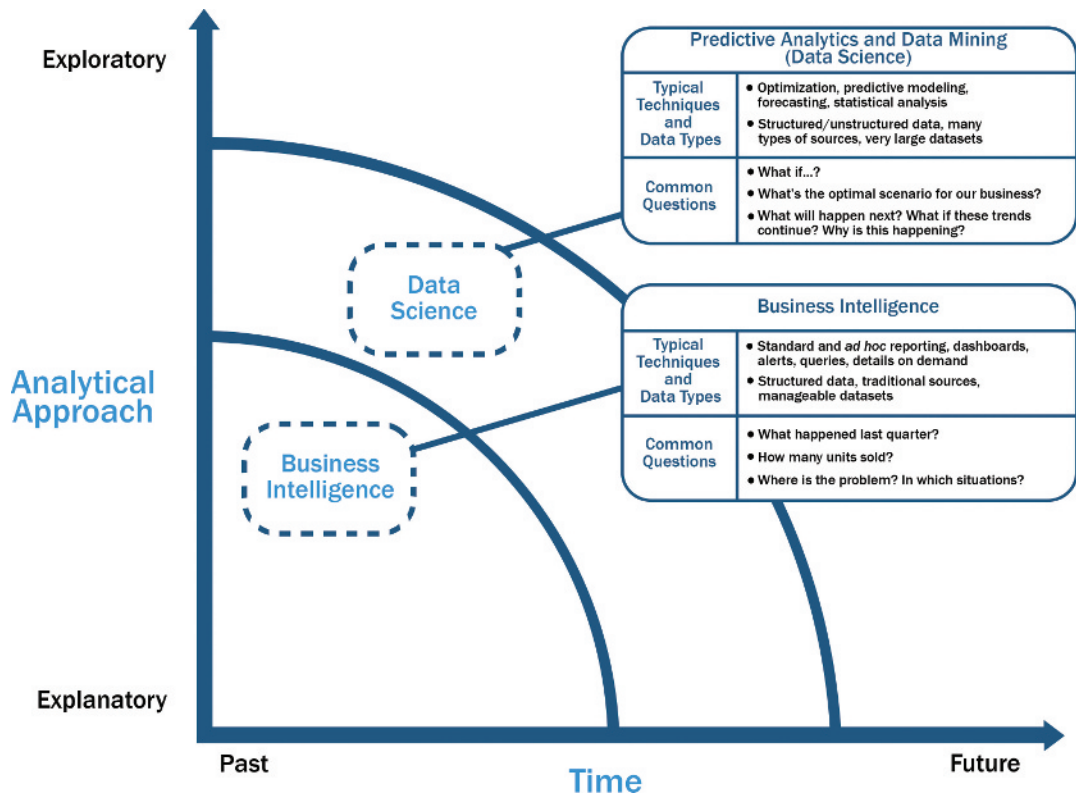 Exploratory
Analytical
Approach
Explanatory
Past
Time
Future
Data
Science
Business
Intelligence
Predictive Analytics and Data Mining
(Data Science)
Typical
Techniques
and
Data Types
• Optimization, predictive modeling,
forecasting, statistical analysis
• Structured/unstructured data, many
types of sources, very large datasets
Common
Questions
• What if...?
• What's the optimal scenario for our business?
• What will happen next? What if these trends
continue? Why is this happening?
Business Intelligence
Typical
Techniques
and
Data Types
• Standard and ad hoc reporting, dashboards,
alerts, queries, details on demand
• Structured data, traditional sources,
manageable datasets
Common
Questions
• What happened last quarter?
• How many units sold?
• Where is the problem? In which situations?